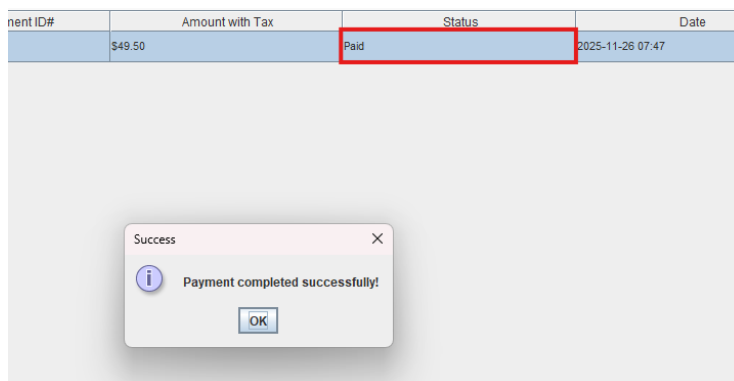 ment ID# Amount with Tax Status Date
$49.50 Paid 2025-11-26 07:47
Success
Payment completed successfully!
OK